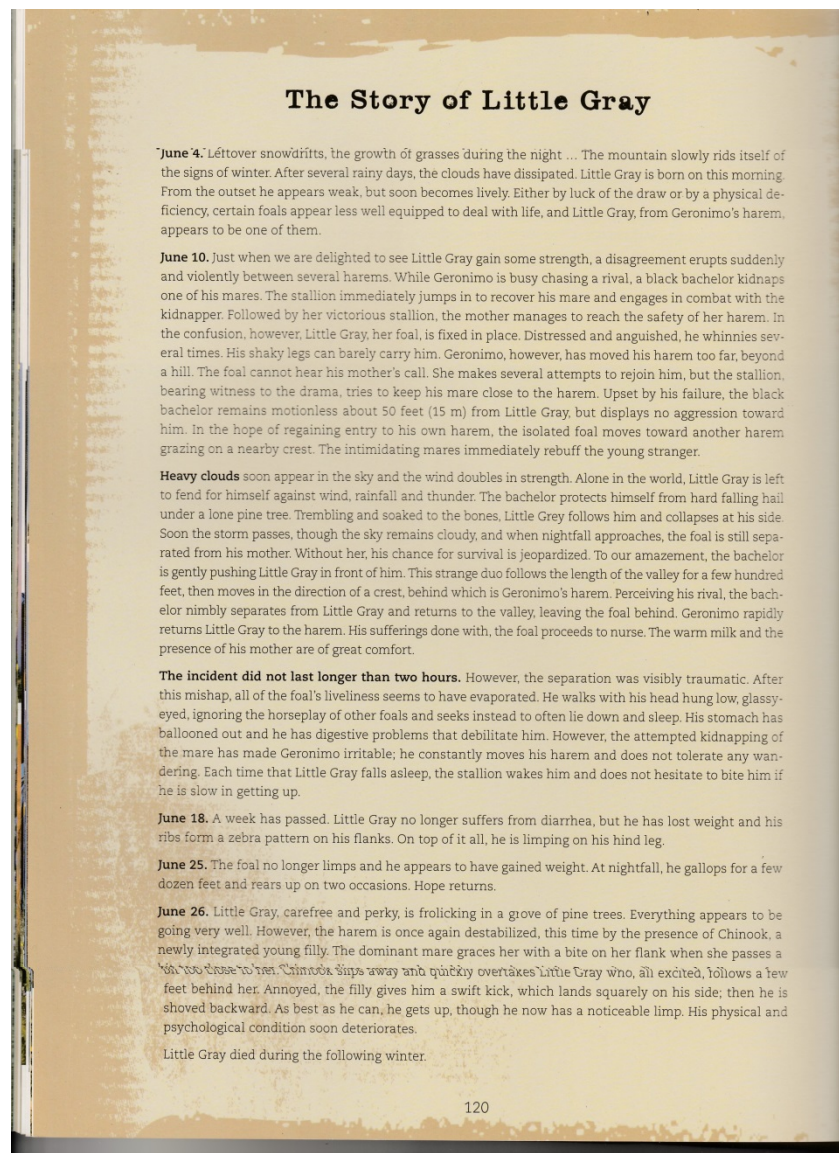 The Story of Little Gray
June 4. Leftover snowdrifts, the growth of grasses during the night ... The mountain slowly rids itself of
the signs of winter. After several rainy days, the clouds have dissipated. Little Gray is born on this morning.
From the outset he appears weak, but soon becomes lively. Either by luck of the draw or by a physical de-
ficiency, certain foals appear less well equipped to deal with life, and Little Gray, from Geronimo's harem,
appears to be one of them.
June 10. Just when we are delighted to see Little Gray gain some strength, a disagreement erupts suddenly
and violently between several harems. While Geronimo is busy chasing a rival, a black bachelor kidnaps
one of his mares. The stallion immediately jumps in to recover his mare and engages in combat with the
kidnapper. Followed by her victorious stallion, the mother manages to reach the safety of her harem. In
the confusion, however, Little Gray, her foal, is fixed in place. Distressed and anguished, he whinnies sev-
eral times. His shaky legs can barely carry him. Geronimo, however, has moved his harem too far, beyond
a hill. The foal cannot hear his mother's call. She makes several attempts to rejoin him, but the stallion,
bearing witness to the drama, tries to keep his mare close to the harem. Upset by his failure, the black
bachelor remains motionless about 50 feet (15 m) from Little Gray, but displays no aggression toward
him. In the hope of regaining entry to his own harem, the isolated foal moves toward another harem
grazing on a nearby crest. The intimidating mares immediately rebuff the young stranger.
Heavy clouds soon appear in the sky and the wind doubles in strength. Alone in the world, Little Gray is left
to fend for himself against wind, rainfall and thunder. The bachelor protects himself from hard falling hail
under a lone pine tree. Trembling and soaked to the bones, Little Grey follows him and collapses at his side.
Soon the storm passes, though the sky remains cloudy, and when nightfall approaches, the foal is still sepa-
rated from his mother. Without her, his chance for survival is jeopardized. To our amazement, the bachelor
is gently pushing Little Gray in front of him. This strange duo follows the length of the valley for a few hundred
feet, then moves in the direction of a crest, behind which is Geronimo's harem. Perceiving his rival, the bach-
elor nimbly separates from Little Gray and returns to the valley, leaving the foal behind. Geronimo rapidly
returns Little Gray to the harem. His sufferings done with, the foal proceeds to nurse. The warm milk and the
presence of his mother are of great comfort.
The incident did not last longer than two hours. However, the separation was visibly traumatic. After
this mishap, all of the foal's liveliness seems to have evaporated. He walks with his head hung low, glassy-
eyed, ignoring the horseplay of other foals and seeks instead to often lie down and sleep. His stomach has
ballooned out and he has digestive problems that debilitate him. However, the attempted kidnapping of
the mare has made Geronimo irritable; he constantly moves his harem and does not tolerate any wan-
dering. Each time that Little Gray falls asleep, the stallion wakes him and does not hesitate to bite him if
he is slow in getting up.
June 18. A week has passed. Little Gray no longer suffers from diarrhea, but he has lost weight and his
ribs form a zebra pattern on his flanks. On top of it all, he is limping on his hind leg.
June 25. The foal no longer limps and he appears to have gained weight. At nightfall, he gallops for a few
dozen feet and rears up on two occasions. Hope returns.
June 26. Little Gray, carefree and perky, is frolicking in a grove of pine trees. Everything appears to be
going very well. However, the harem is once again destabilized, this time by the presence of Chinook, a
newly integrated young filly. The dominant mare graces her with a bite on her flank when she passes a
too close to her. Chinook slips away and quickly overtakes Little Gray who, all excited, follows a few
feet behind her. Annoyed, the filly gives him a swift kick, which lands squarely on his side; then he is
shoved backward. As best as he can, he gets up, though he now has a noticeable limp. His physical and
psychological condition soon deteriorates.
Little Gray died during the following winter.
120